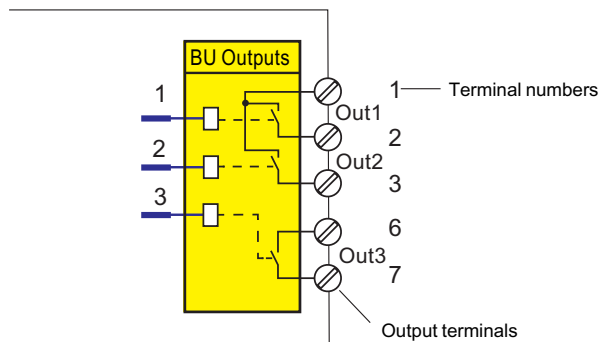 BU Outputs
1
1
Terminal numbers
Out1
2
2
Out2
3
3
6
Out3
7
Output terminals